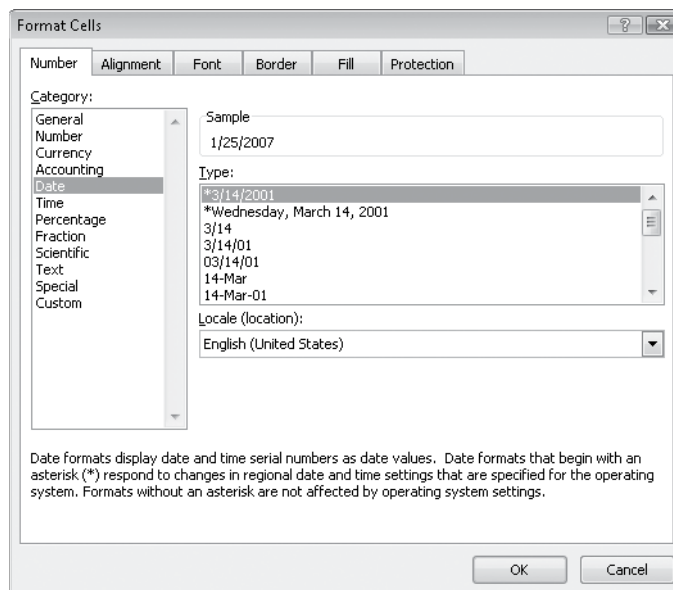 Format Cells
Number
Alignment
Font
Border
Fill
Protection
Category:
General
Number
Currency
Accounting
Date
Time
Percentage
Fraction
Scientific
Text
Special
Custom
Sample
1/25/2007
Type:
*3/14/2001
*Wednesday, March 14, 2001
3/14
3/14/01
03/14/01
14-Mar
14-Mar-01
Locale (location):
English (United States)
Date formats display date and time serial numbers as date values. Date formats that begin with an
asterisk (*) respond to changes in regional date and time settings that are specified for the operating
system. Formats without an asterisk are not affected by operating system settings.
OK
Cancel